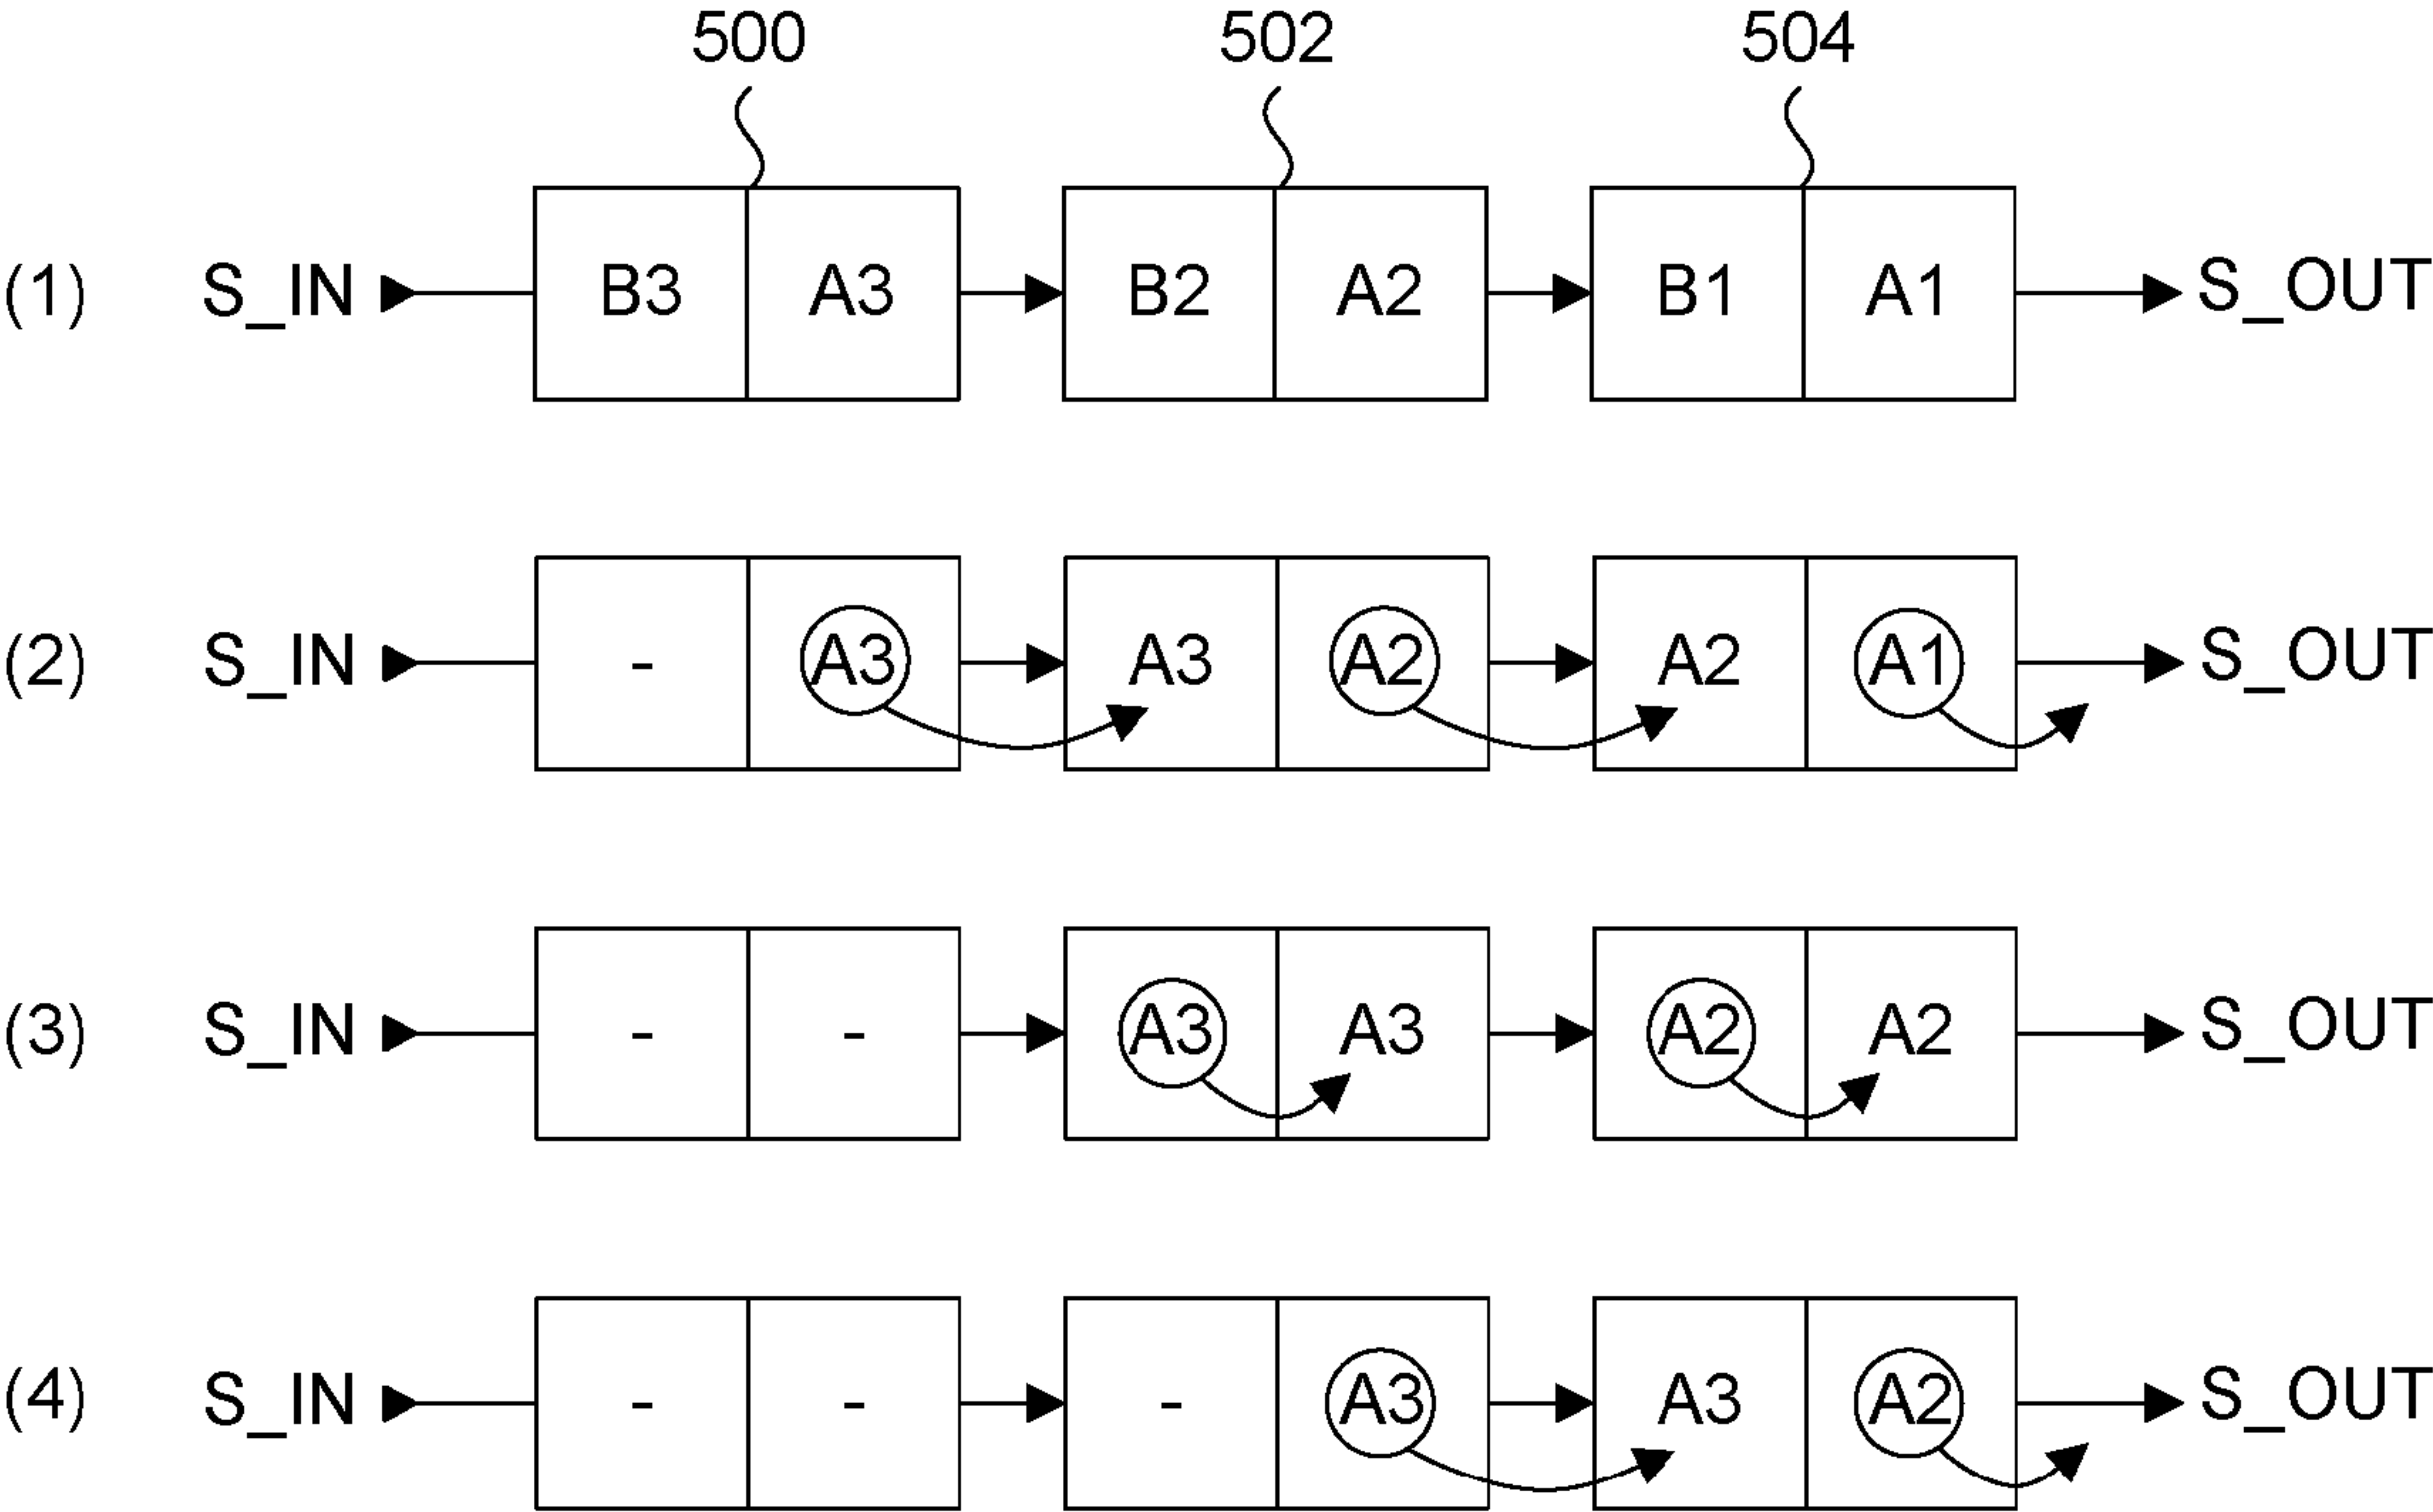 500 502 504
(1) S_IN B3 A3 B2 A2 B1 A1 S_OUT
(2) S_IN - A3 A3 A2 A2 A1 S_OUT
(3) S_IN - - A3 A3 A2 A2 S_OUT
(4) S_IN - - - A3 A3 A2 S_OUT